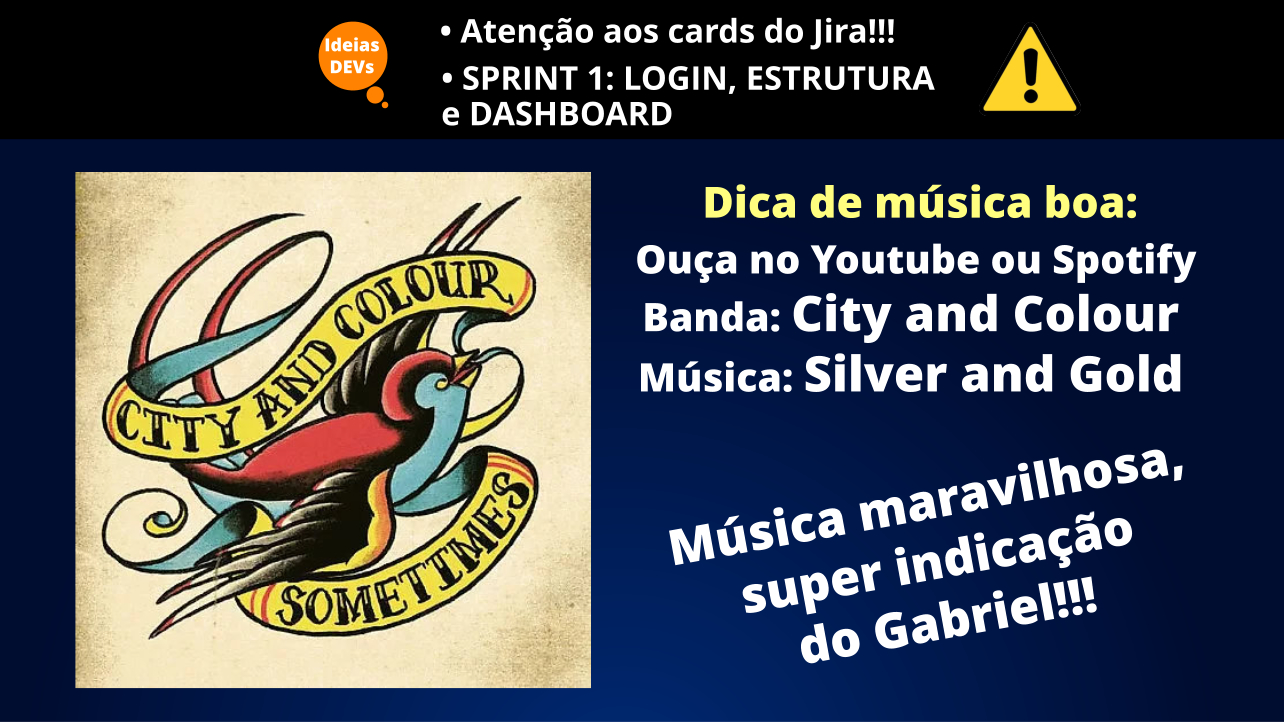 Ideias
DEVs
• Atenção aos cards do Jira!!!
• SPRINT 1: LOGIN, ESTRUTURA
e DASHBOARD
CITY AND COLOUR
SOMETIMES
Dica de música boa:
Ouça no Youtube ou Spotify
Banda: City and Colour
Música: Silver and Gold
Música maravilhosa,
super indicação
do Gabriel!!!